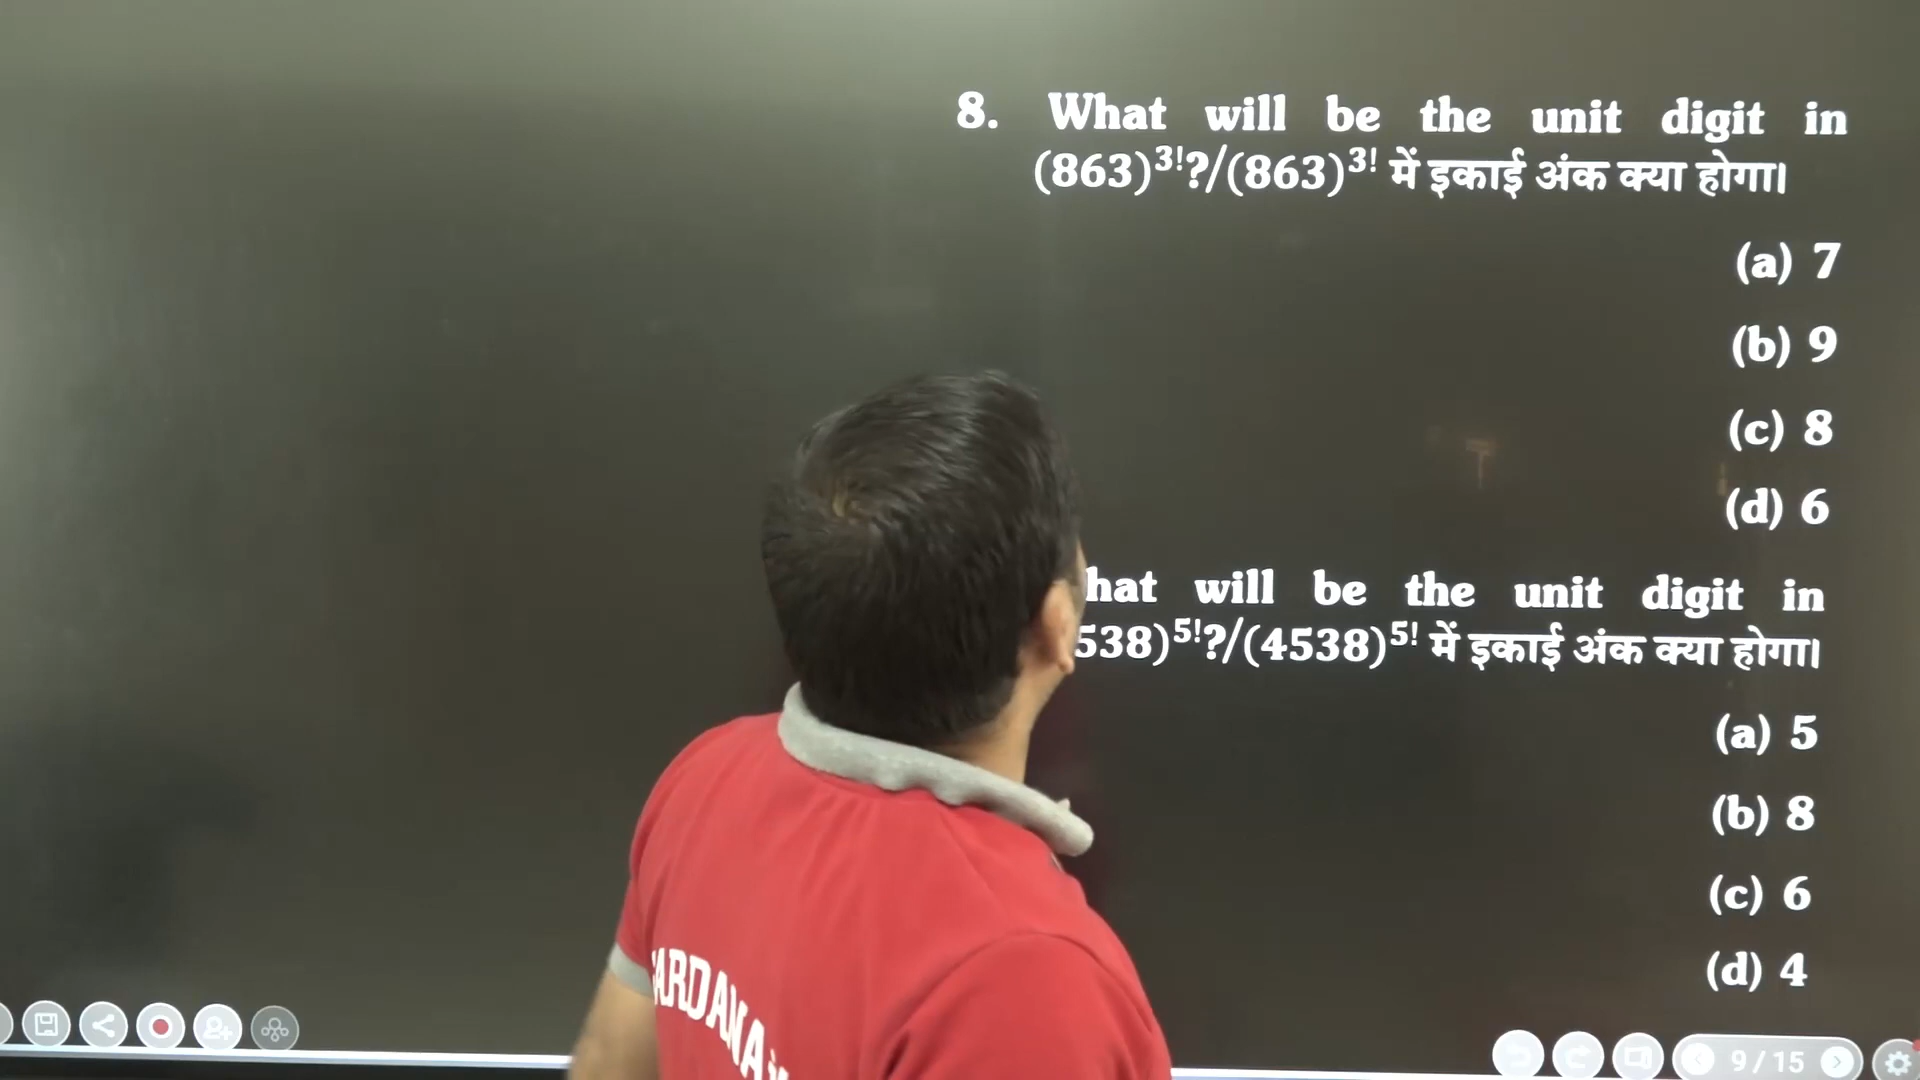 8. What will be the unit digit in
(863)³!?/(863)³! में इकाई अंक क्या होगा।
(a) 7
(b) 9
(c) 8
(d) 6
hat will be the unit digit in
538)⁵!?/(4538)⁵! में इकाई अंक क्या होगा।
(a) 5
(b) 8
(c) 6
(d) 4
ARDANA
9/15